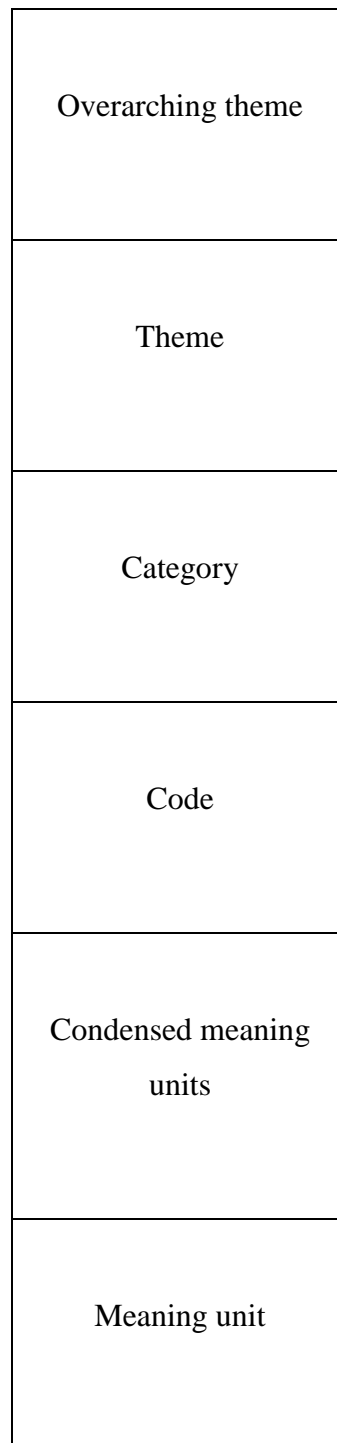 Overarching theme
Theme
Category
Code
Condensed meaning
units
Meaning unit